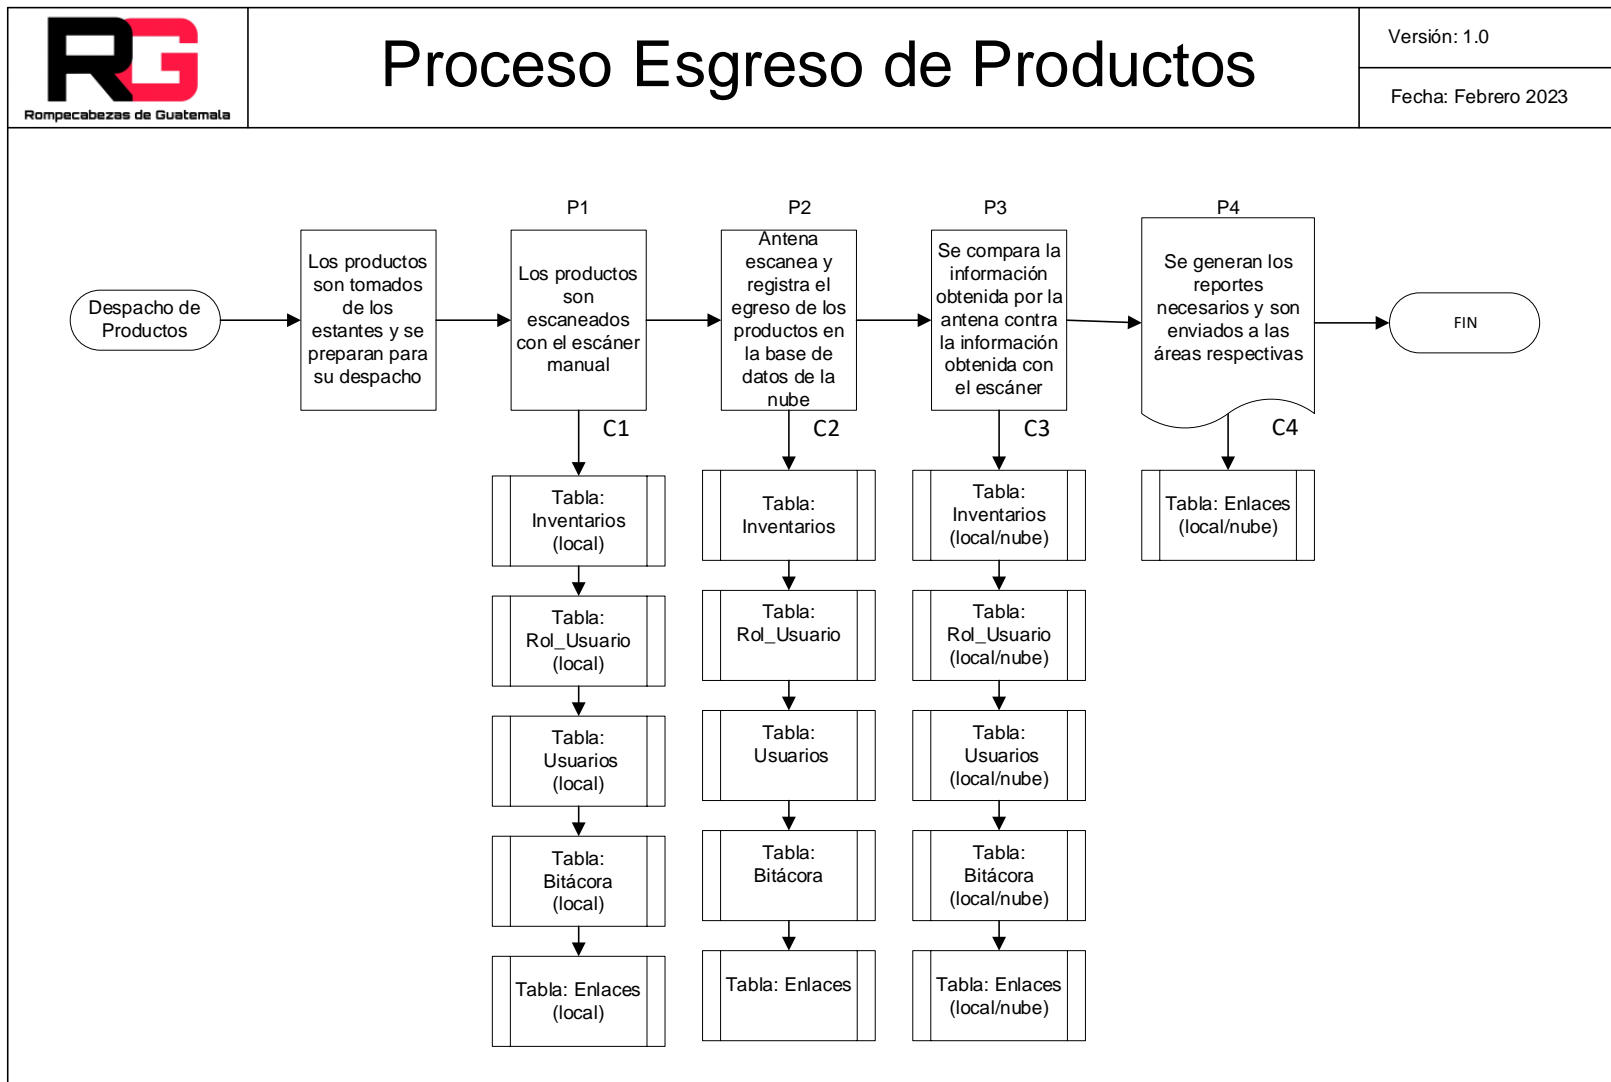 RG
Rompecabezas de Guatemala
Proceso Esgreso de Productos
Versión: 1.0
Fecha: Febrero 2023
Despacho de
Productos
Los productos
son tomados
de los
estantes y se
preparan para
su despacho
P1
Los productos
son
escaneados
con el escáner
manual
P2
Antena
escanea y
registra el
egreso de los
productos en
la base de
datos de la
nube
P3
Se compara la
información
obtenida por la
antena contra
la información
obtenida con
el escáner
P4
Se generan los
reportes
necesarios y son
enviados a las
áreas respectivas
FIN
C1
Tabla:
Inventarios
(local)
Tabla:
Rol_Usuario
(local)
Tabla:
Usuarios
(local)
Tabla:
Bitácora
(local)
Tabla: Enlaces
(local)
C2
Tabla:
Inventarios
Tabla:
Rol_Usuario
Tabla:
Usuarios
Tabla:
Bitácora
Tabla: Enlaces
C3
Tabla:
Inventarios
(local/nube)
Tabla:
Rol_Usuario
(local/nube)
Tabla:
Usuarios
(local/nube)
Tabla:
Bitácora
(local/nube)
Tabla: Enlaces
(local/nube)
C4
Tabla: Enlaces
(local/nube)